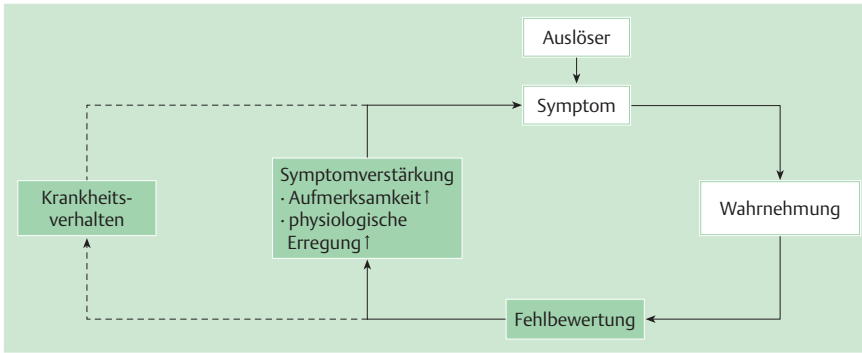 Auslöser
Symptom
Symptomverstärkung
· Aufmerksamkeit↑
· physiologische
Erregung↑
Krankheits-
verhalten
Wahrnehmung
Fehlbewertung